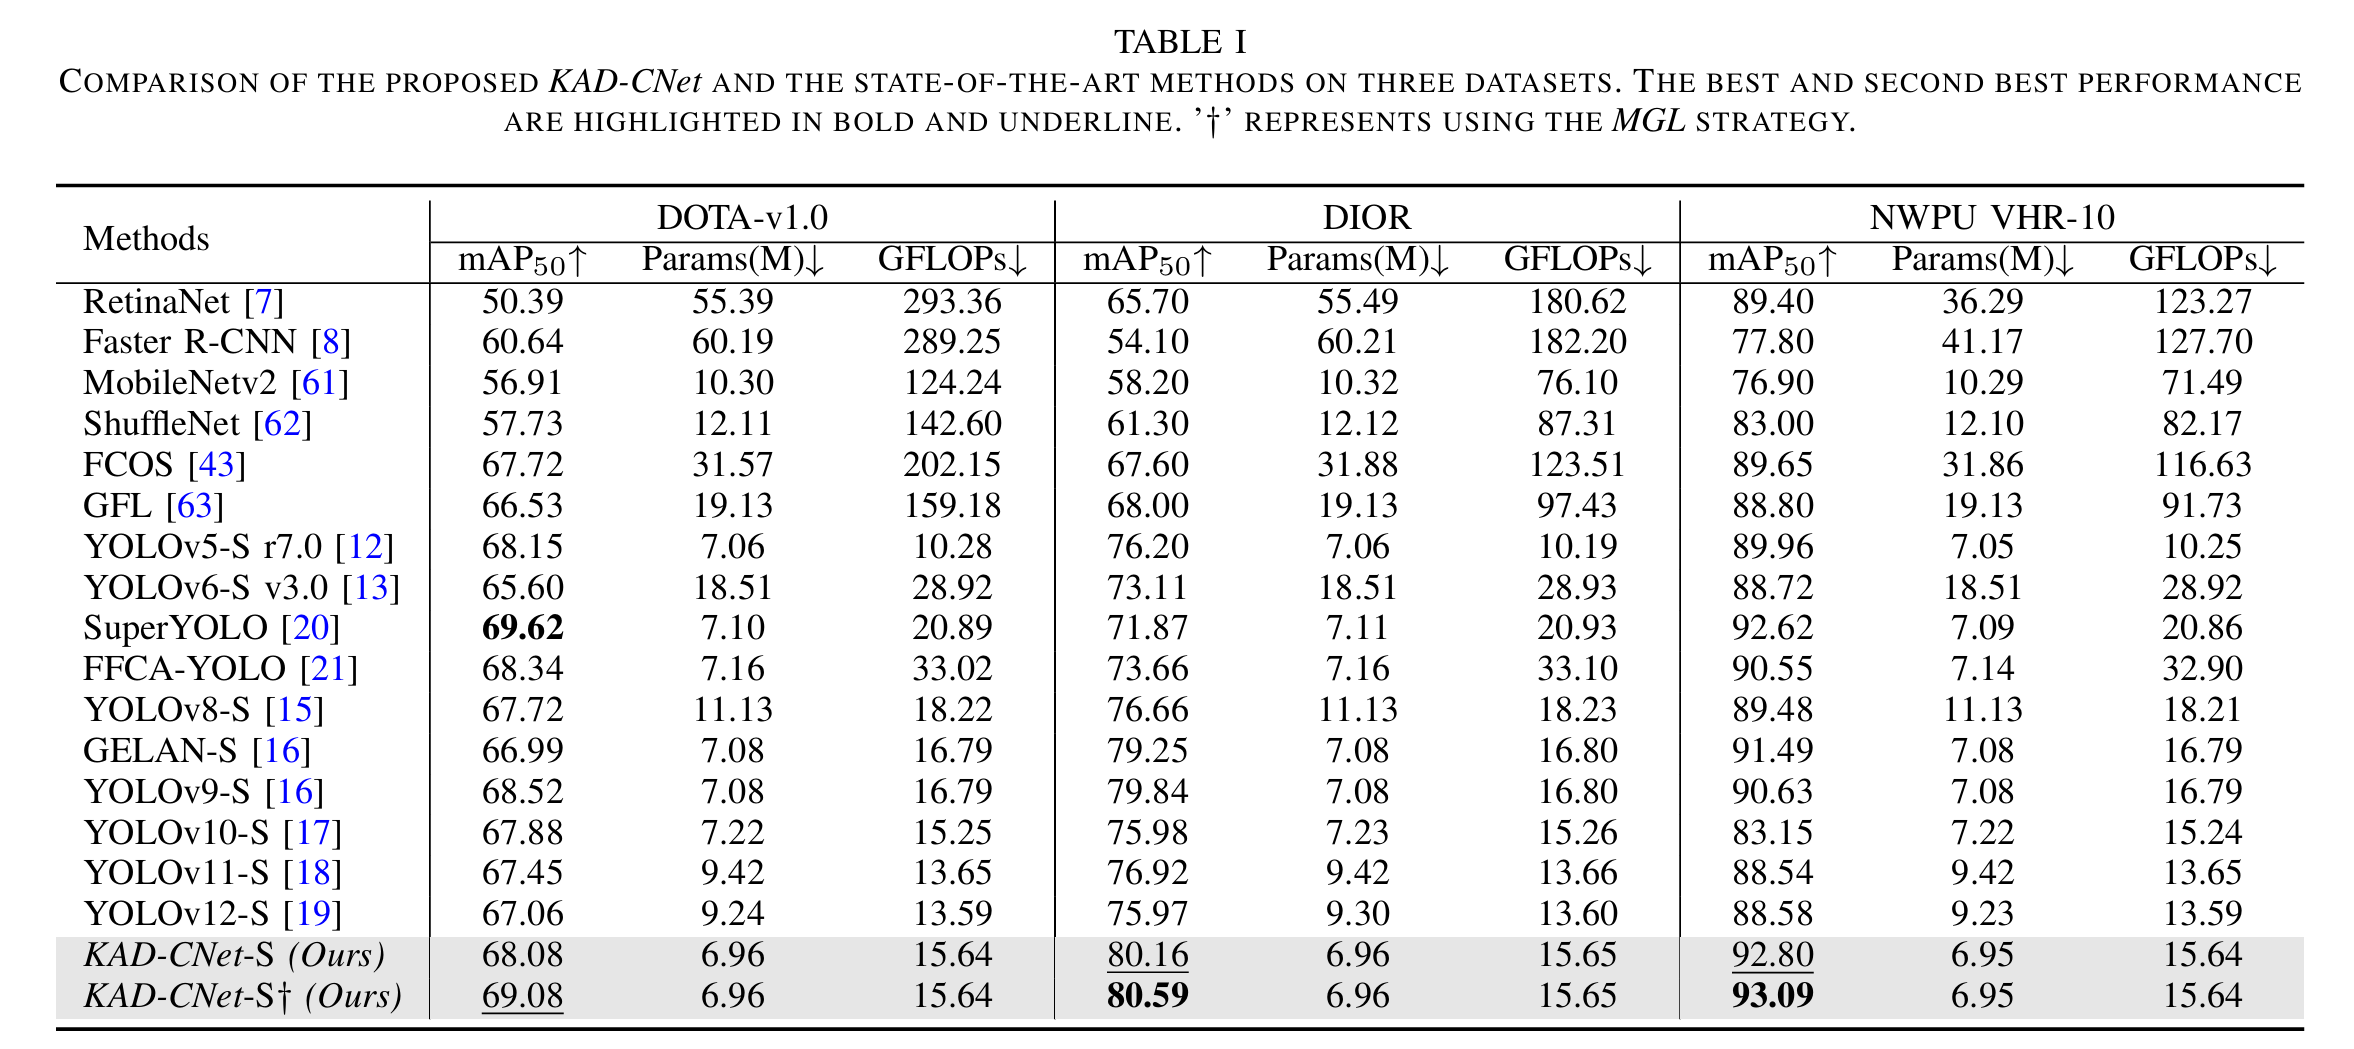 TABLE I
COMPARISON OF THE PROPOSED KAD-CNet AND THE STATE-OF-THE-ART METHODS ON THREE DATASETS. THE BEST AND SECOND BEST PERFORMANCE
ARE HIGHLIGHTED IN BOLD AND UNDERLINE. '†' REPRESENTS USING THE MGL STRATEGY.
Methods DOTA-v1.0 DIOR NWPU VHR-10
mAP50↑ Params(M)↓ GFLOPs↓ mAP50↑ Params(M)↓ GFLOPs↓ mAP50↑ Params(M)↓ GFLOPs↓
RetinaNet [7] 50.39 55.39 293.36 65.70 55.49 180.62 89.40 36.29 123.27
Faster R-CNN [8] 60.64 60.19 289.25 54.10 60.21 182.20 77.80 41.17 127.70
MobileNetv2 [61] 56.91 10.30 124.24 58.20 10.32 76.10 76.90 10.29 71.49
ShuffleNet [62] 57.73 12.11 142.60 61.30 12.12 87.31 83.00 12.10 82.17
FCOS [43] 67.72 31.57 202.15 67.60 31.88 123.51 89.65 31.86 116.63
GFL [63] 66.53 19.13 159.18 68.00 19.13 97.43 88.80 19.13 91.73
YOLOv5-S r7.0 [12] 68.15 7.06 10.28 76.20 7.06 10.19 89.96 7.05 10.25
YOLOv6-S v3.0 [13] 65.60 18.51 28.92 73.11 18.51 28.93 88.72 18.51 28.92
SuperYOLO [20] 69.62 7.10 20.89 71.87 7.11 20.93 92.62 7.09 20.86
FFCA-YOLO [21] 68.34 7.16 33.02 73.66 7.16 33.10 90.55 7.14 32.90
YOLOv8-S [15] 67.72 11.13 18.22 76.66 11.13 18.23 89.48 11.13 18.21
GELAN-S [16] 66.99 7.08 16.79 79.25 7.08 16.80 91.49 7.08 16.79
YOLOv9-S [16] 68.52 7.08 16.79 79.84 7.08 16.80 90.63 7.08 16.79
YOLOv10-S [17] 67.88 7.22 15.25 75.98 7.23 15.26 83.15 7.22 15.24
YOLOv11-S [18] 67.45 9.42 13.65 76.92 9.42 13.66 88.54 9.42 13.65
YOLOv12-S [19] 67.06 9.24 13.59 75.97 9.30 13.60 88.58 9.23 13.59
KAD-CNet-S (Ours) 68.08 6.96 15.64 80.16 6.96 15.65 92.80 6.95 15.64
KAD-CNet-S† (Ours) 69.08 6.96 15.64 80.59 6.96 15.65 93.09 6.95 15.64